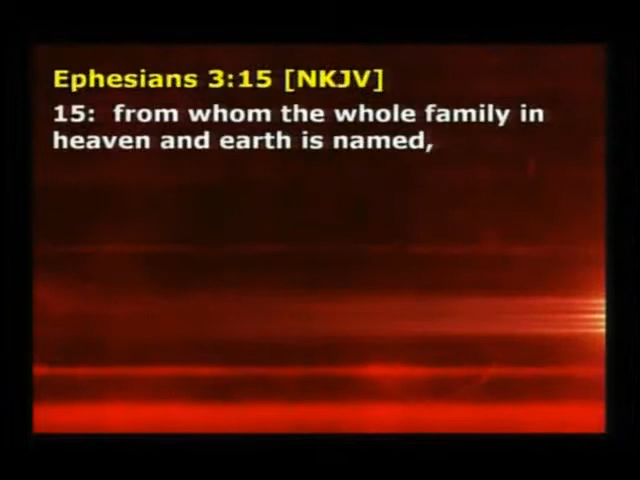 Ephesians 3:15 [NKJV]
15:  from whom the whole family in
heaven and earth is named,